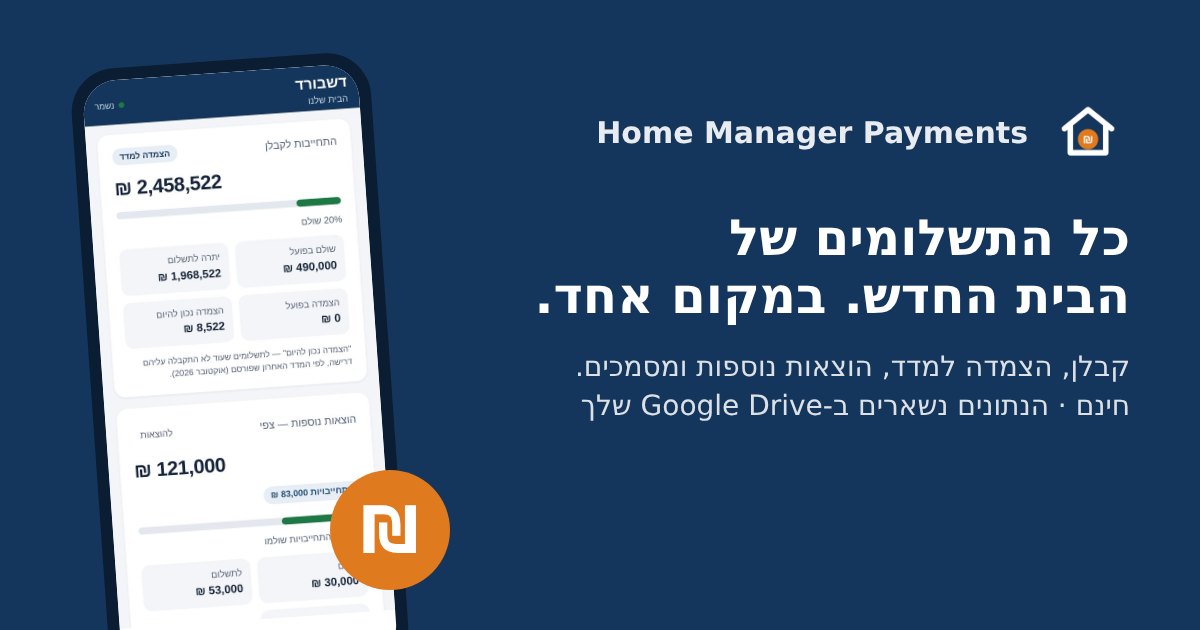 Home Manager Payments
₪
כל התשלומים של
הבית החדש. במקום אחד.
קבלן, הצמדה למדד, הוצאות נוספות ומסמכים.
חינם · הנתונים נשארים ב-Google Drive שלך
דשבורד
הבית שלנו
נשמר
התחייבות לקבלן
הצמדה למדד
2,458,522 ₪
20% שולם
שולם בפועל
490,000 ₪
יתרה לתשלום
1,968,522 ₪
הצמדה בפועל
0 ₪
הצמדה נכון להיום
8,522 ₪
"הצמדה נכון להיום" — לתשלומים שעוד לא התקבלה עליהם
דרישה, לפי המדד האחרון שפורסם (אוקטובר 2026).
הוצאות נוספות — צפי
להוצאות
121,000 ₪
83,000 ₪
שולמו
30,000 ₪
לתשלום
53,000 ₪
₪